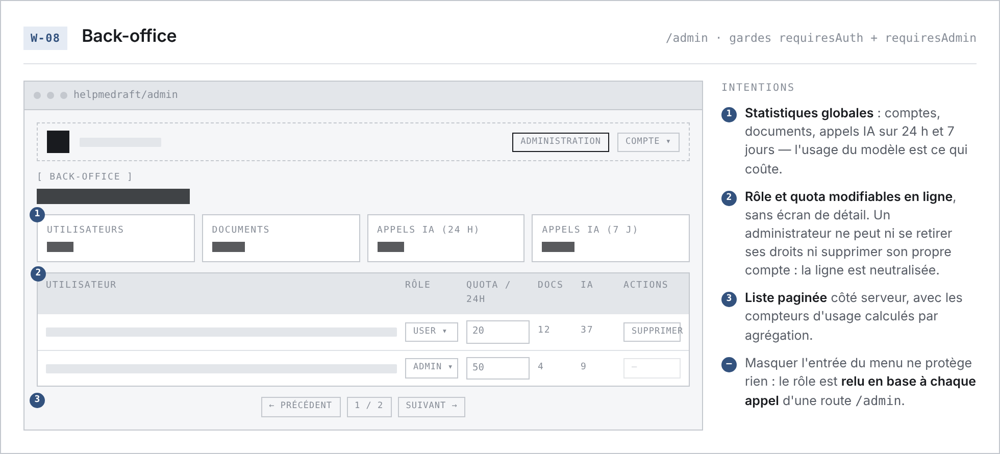 W-08
Back-office
/admin · gardes requiresAuth + requiresAdmin
helpmedraft/admin
ADMINISTRATION
COMPTE ▾
[ BACK-OFFICE ]
1
UTILISATEURS
DOCUMENTS
APPELS IA (24 H)
APPELS IA (7 J)
2
UTILISATEUR
RÔLE
QUOTA /
24H
DOCS
IA
ACTIONS
USER ▾
20
12
37
SUPPRIMER
ADMIN ▾
50
4
9
—
3
← PRÉCÉDENT
1 / 2
SUIVANT →
INTENTIONS
1
Statistiques globales : comptes,
documents, appels IA sur 24 h et 7
jours — l'usage du modèle est ce qui
coûte.
2
Rôle et quota modifiables en ligne,
sans écran de détail. Un
administrateur ne peut ni se retirer
ses droits ni supprimer son propre
compte : la ligne est neutralisée.
3
Liste paginée côté serveur, avec les
compteurs d'usage calculés par
agrégation.
—
Masquer l'entrée du menu ne protège
rien : le rôle est relu en base à chaque
appel d'une route /admin.